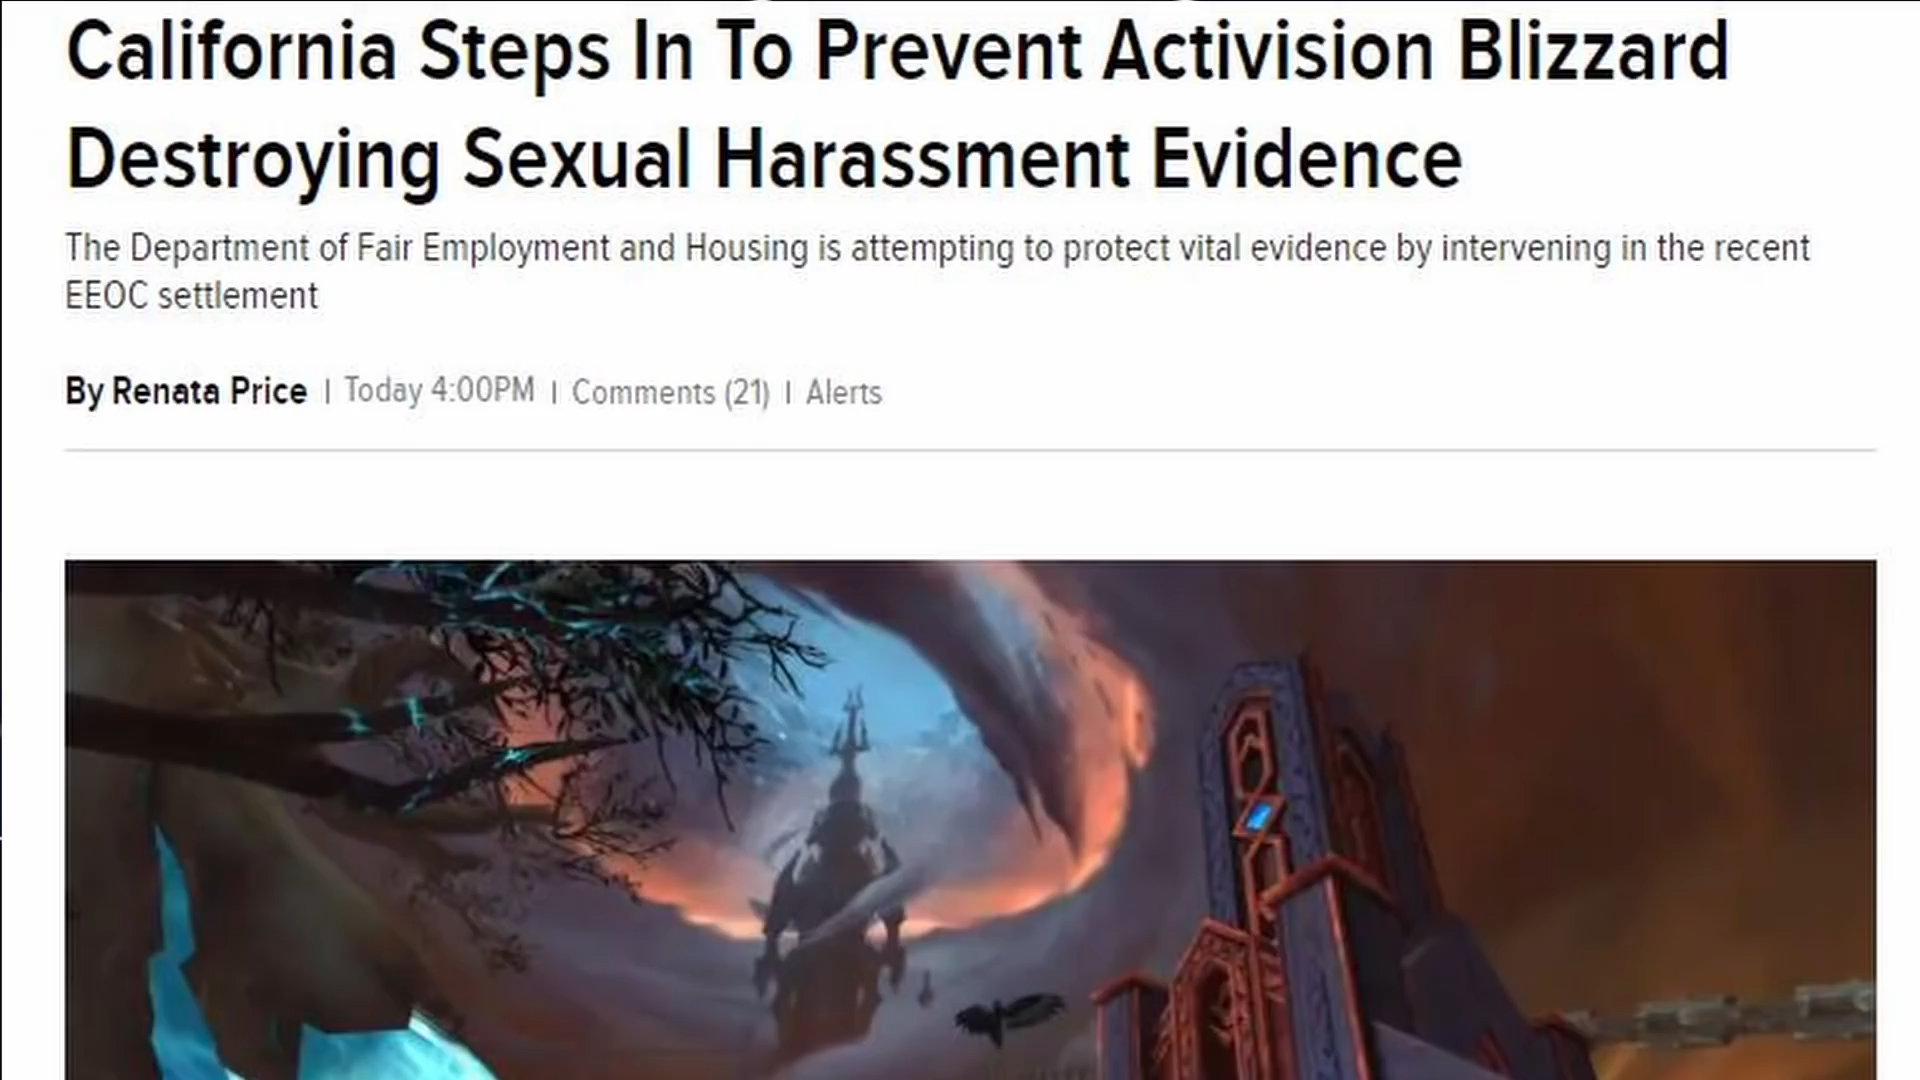 California Steps In To Prevent Activision Blizzard
Destroying Sexual Harassment Evidence
The Department of Fair Employment and Housing is attempting to protect vital evidence by intervening in the recent
EEOC settlement
By Renata Price | Today 4:00PM | Comments (21) | Alerts